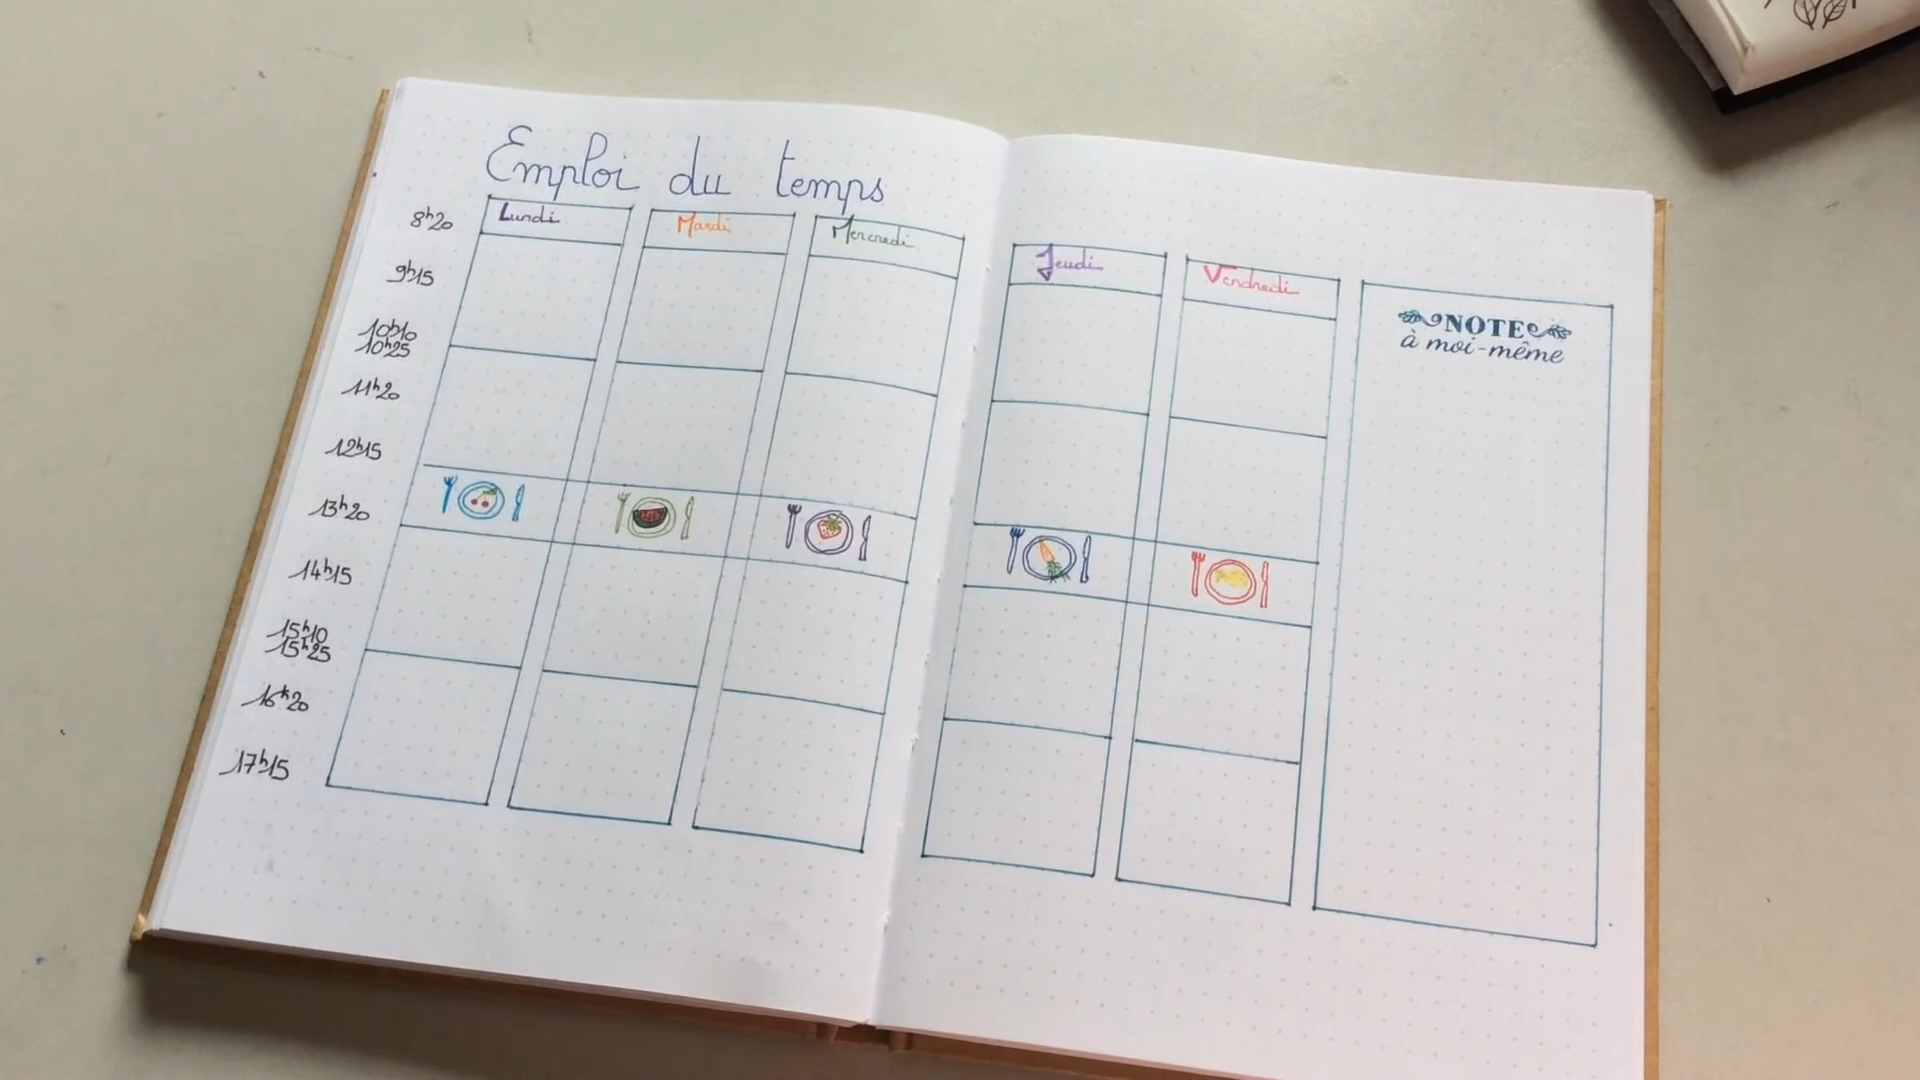 Emploi du temps
Lundi
Mardi
Mercredi
Jeudi
Vendredi
8h20
9h15
10h10
10h25
11h20
12h15
13h20
14h15
15h10
15h25
16h20
17h15
NOTE
à moi-même